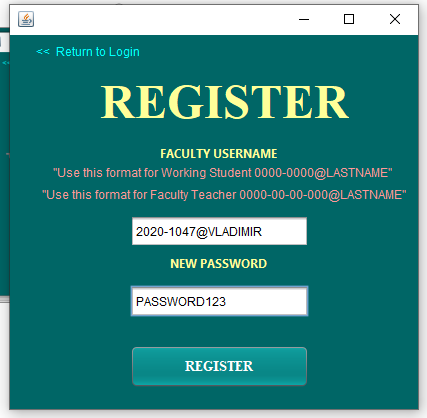 << Return to Login
REGISTER
FACULTY USERNAME
"Use this format for Working Student 0000-0000@LASTNAME"
"Use this format for Faculty Teacher 0000-00-00-000@LASTNAME"
2020-1047@VLADIMIR
NEW PASSWORD
PASSWORD123
REGISTER